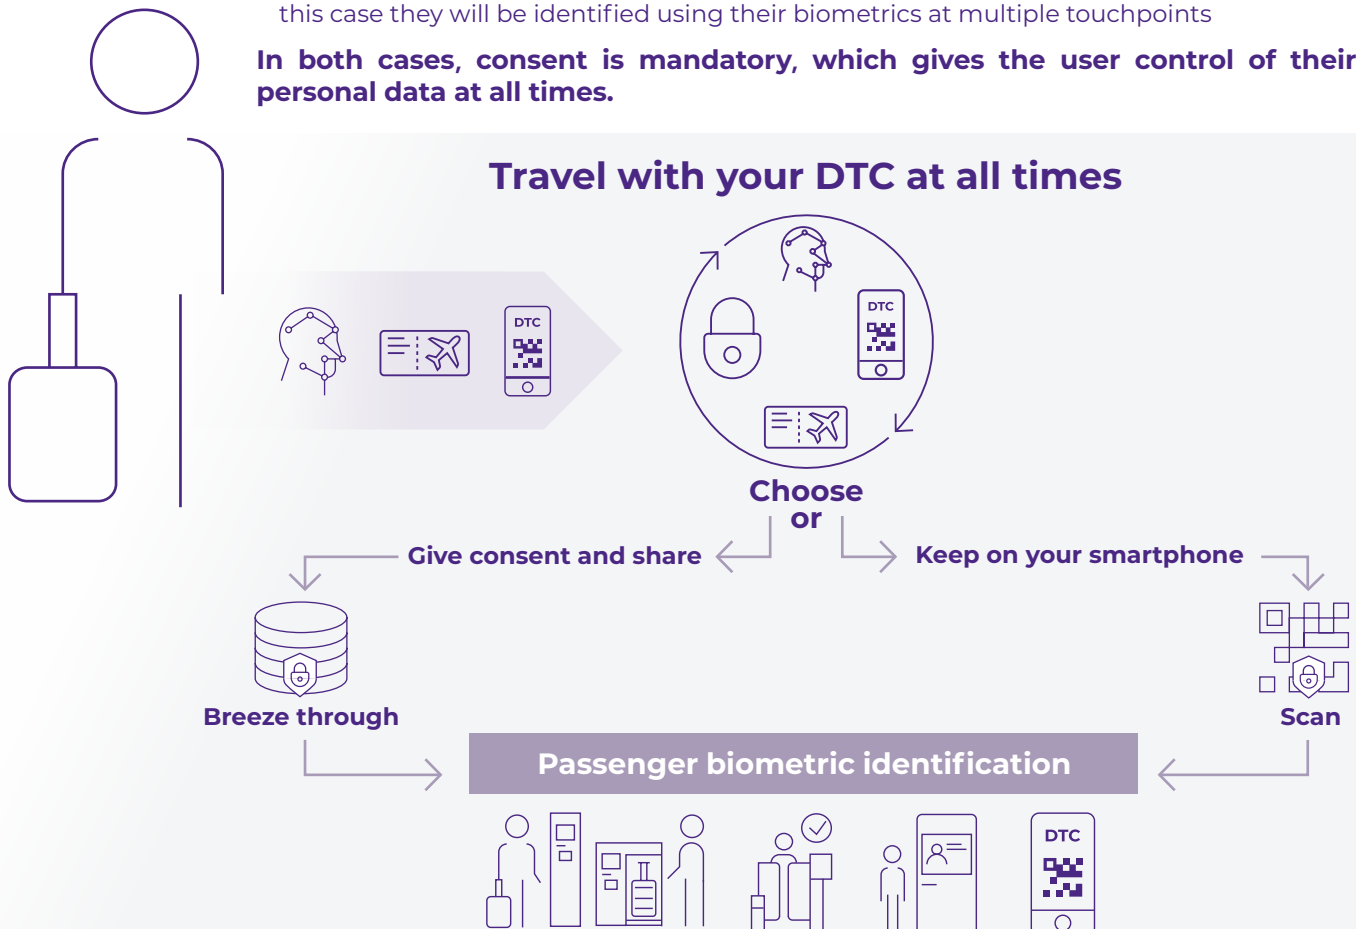 this case they will be identified using their biometrics at multiple touchpoints
In both cases, consent is mandatory, which gives the user control of their
personal data at all times.
Travel with your DTC at all times
DTC
DTC
Choose
or
Give consent and share
Keep on your smartphone
Breeze through
Scan
Passenger biometric identification
DTC